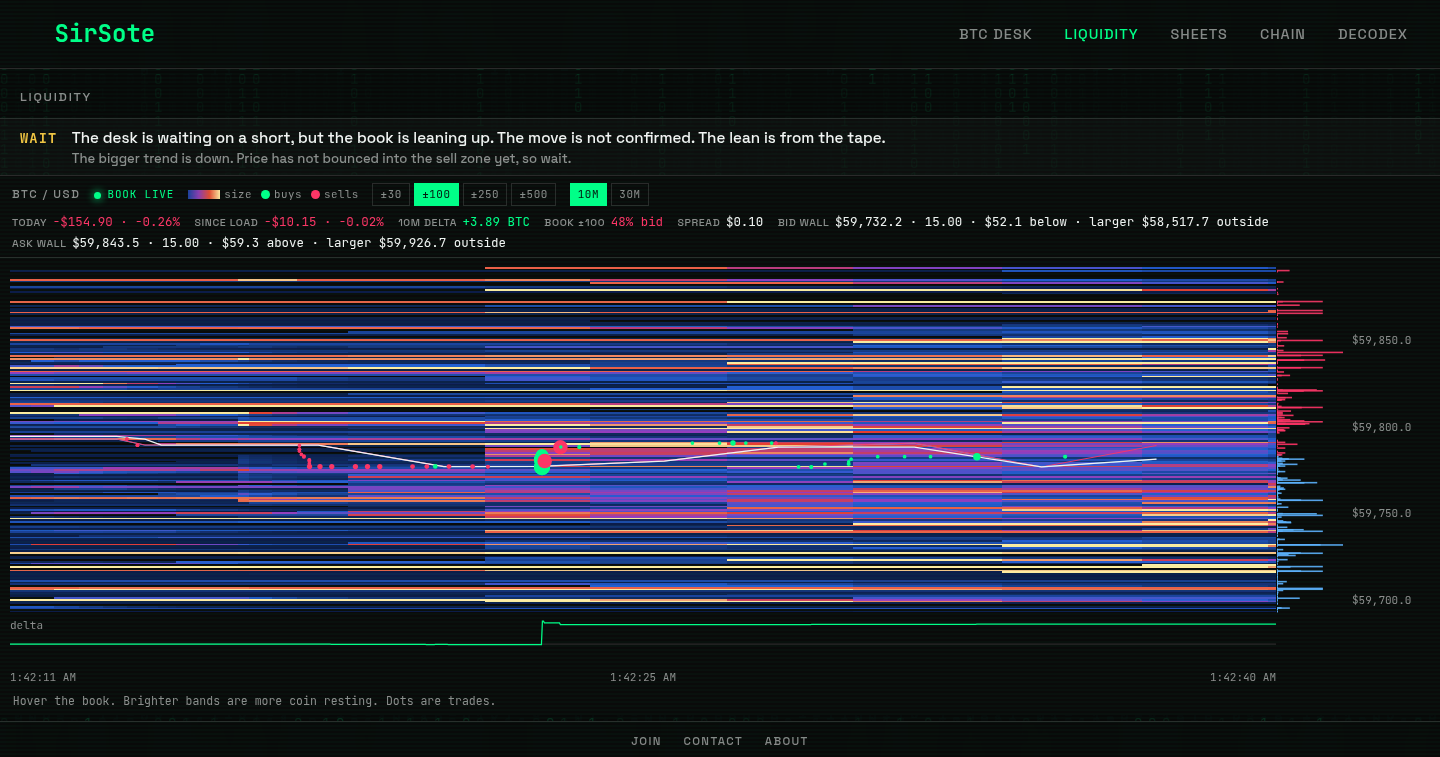 SirSote
BTC DESK LIQUIDITY SHEETS CHAIN DECODEX
LIQUIDITY
WAIT The desk is waiting on a short, but the book is leaning up. The move is not confirmed. The lean is from the tape.
The bigger trend is down. Price has not bounced into the sell zone yet, so wait.
BTC / USD BOOK LIVE size buys sells ±30 ±100 ±250 ±500 10M 30M
TODAY -$154.90 · -0.26% SINCE LOAD -$10.15 · -0.02% 10M DELTA +3.89 BTC BOOK ±100 48% bid SPREAD $0.10 BID WALL $59,732.2 · 15.00 · $52.1 below · larger $58,517.7 outside
ASK WALL $59,843.5 · 15.00 · $59.3 above · larger $59,926.7 outside
$59,850.0
$59,800.0
$59,750.0
$59,700.0
delta
1:42:11 AM 1:42:25 AM 1:42:40 AM
Hover the book. Brighter bands are more coin resting. Dots are trades.
JOIN CONTACT ABOUT